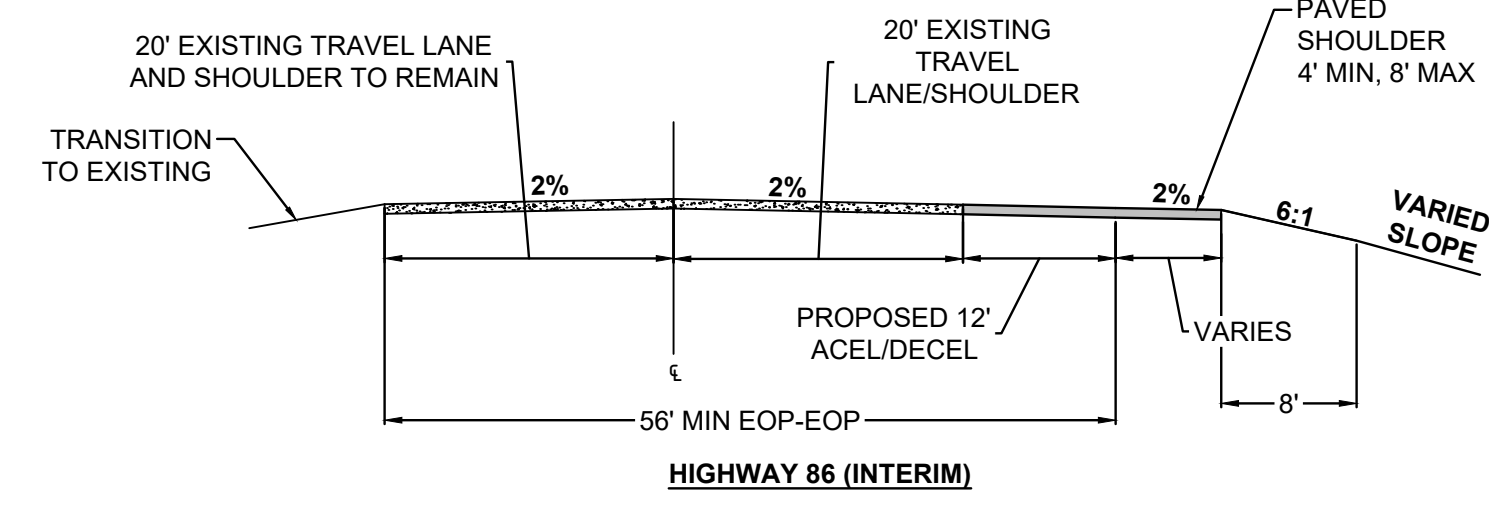 20' EXISTING TRAVEL LANE
AND SHOULDER TO REMAIN
20' EXISTING
TRAVEL
LANE/SHOULDER
PAVED
SHOULDER
4' MIN, 8' MAX
TRANSITION
TO EXISTING
2%
2%
2%
6:1
VARIED
SLOPE
PROPOSED 12'
ACEL/DECEL
VARIES
℄
8'
56' MIN EOP-EOP
HIGHWAY 86 (INTERIM)